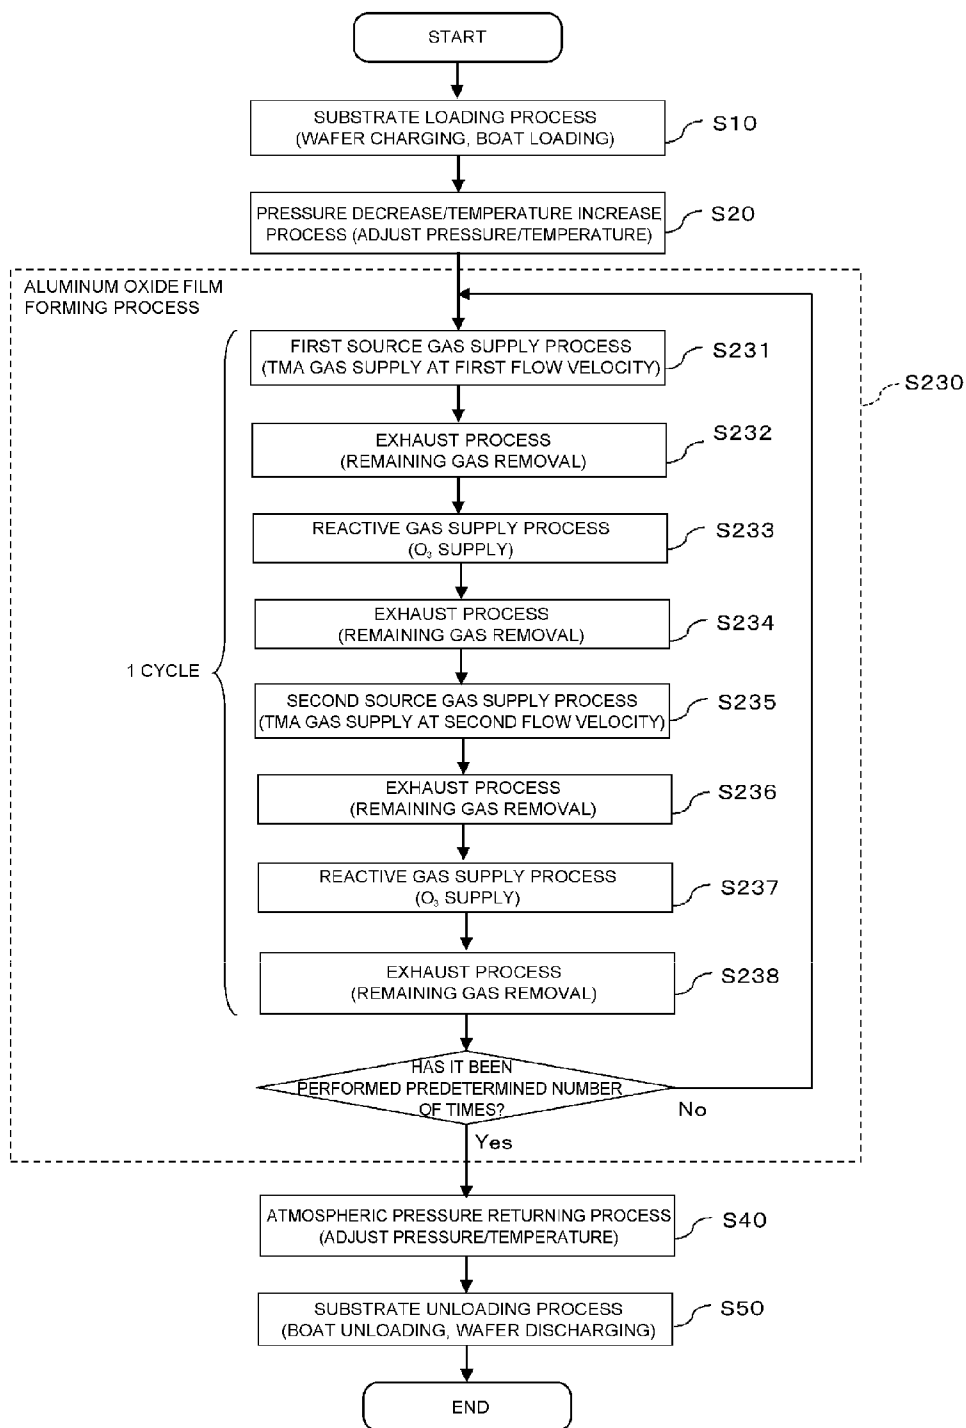 START
SUBSTRATE LOADING PROCESS
(WAFER CHARGING, BOAT LOADING)
S10
PRESSURE DECREASE/TEMPERATURE INCREASE
PROCESS (ADJUST PRESSURE/TEMPERATURE)
S20
ALUMINUM OXIDE FILM
FORMING PROCESS
FIRST SOURCE GAS SUPPLY PROCESS
(TMA GAS SUPPLY AT FIRST FLOW VELOCITY)
S231
S230
EXHAUST PROCESS
(REMAINING GAS REMOVAL)
S232
REACTIVE GAS SUPPLY PROCESS
(O₃ SUPPLY)
S233
EXHAUST PROCESS
(REMAINING GAS REMOVAL)
S234
1 CYCLE
SECOND SOURCE GAS SUPPLY PROCESS
(TMA GAS SUPPLY AT SECOND FLOW VELOCITY)
S235
EXHAUST PROCESS
(REMAINING GAS REMOVAL)
S236
REACTIVE GAS SUPPLY PROCESS
(O₃ SUPPLY)
S237
EXHAUST PROCESS
(REMAINING GAS REMOVAL)
S238
HAS IT BEEN
PERFORMED PREDETERMINED NUMBER
OF TIMES?
No
Yes
ATMOSPHERIC PRESSURE RETURNING PROCESS
(ADJUST PRESSURE/TEMPERATURE)
S40
SUBSTRATE UNLOADING PROCESS
(BOAT UNLOADING, WAFER DISCHARGING)
S50
END